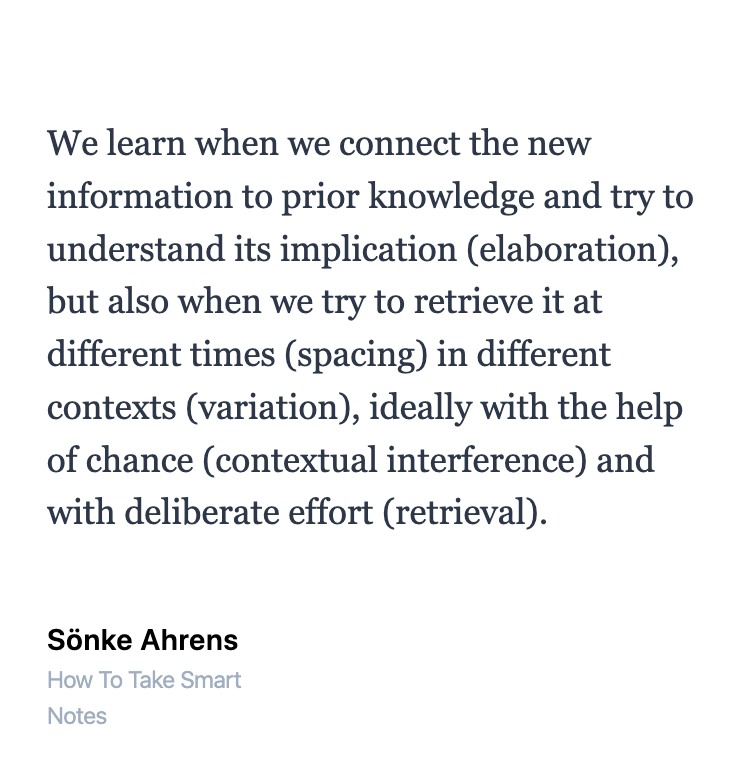 We learn when we connect the new
information to prior knowledge and try to
understand its implication (elaboration),
but also when we try to retrieve it at
different times (spacing) in different
contexts (variation), ideally with the help
of chance (contextual interference) and
with deliberate effort (retrieval).
Sönke Ahrens
How To Take Smart
Notes